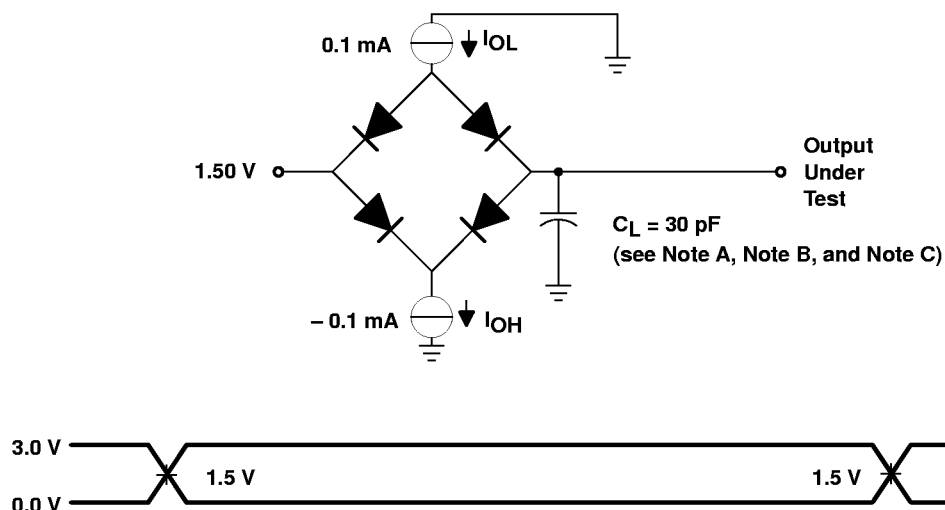 0.1 mA
IOL
1.50 V
Output
Under
Test
CL = 30 pF
(see Note A, Note B, and Note C)
– 0.1 mA
IOH
3.0 V
1.5 V
1.5 V
0.0 V